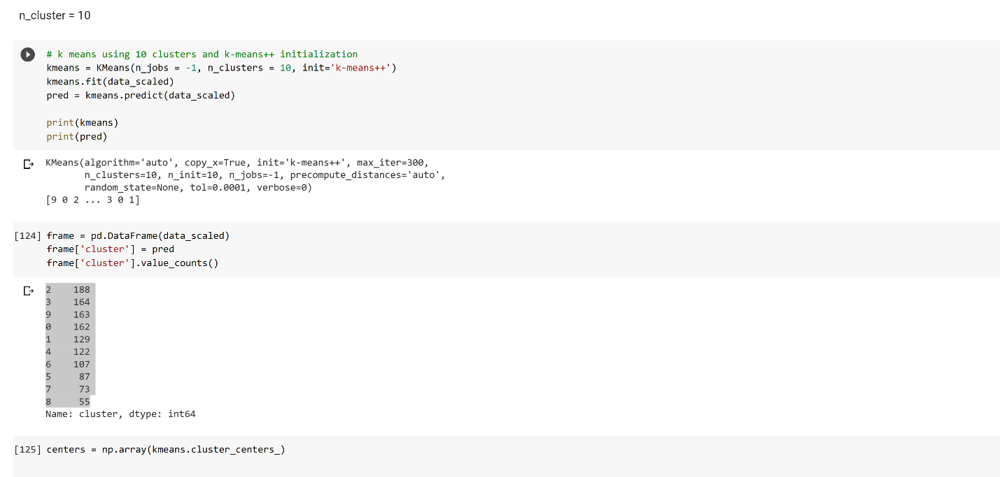 n_cluster = 10
# k means using 10 clusters and k-means++ initialization
kmeans = KMeans(n_jobs = -1, n_clusters = 10, init='k-means++')
kmeans.fit(data_scaled)
pred = kmeans.predict(data_scaled)
print(kmeans)
print(pred)
KMeans(algorithm='auto', copy_x=True, init='k-means++', max_iter=300,
n_clusters=10, n_init=10, n_jobs=-1, precompute_distances='auto',
random_state=None, tol=0.0001, verbose=0)
[9 0 2 ... 3 0 1]
[124] frame = pd.DataFrame(data_scaled)
frame['cluster'] = pred
frame['cluster'].value_counts()
2 188
3 164
9 163
0 162
1 129
4 122
6 107
5 87
7 73
8 55
Name: cluster, dtype: int64
[125] centers = np.array(kmeans.cluster_centers_)